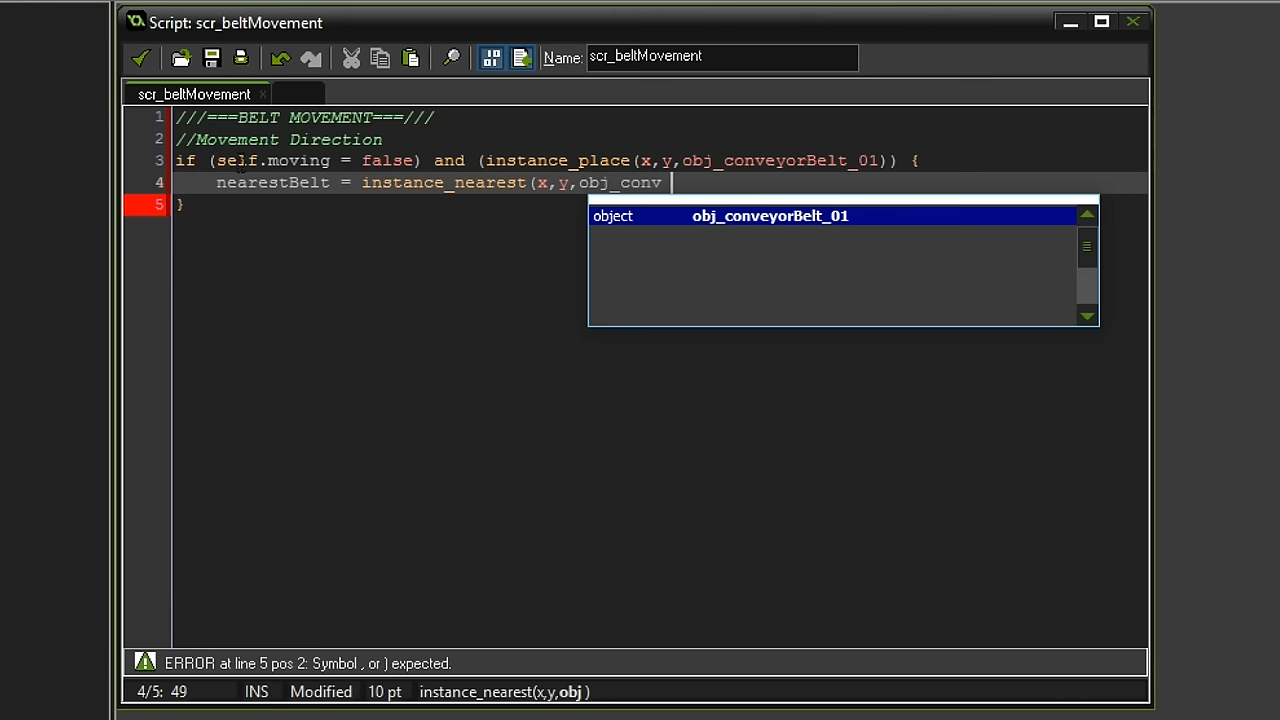 Script: scr_beltMovement
Name: scr_beltMovement
scr_beltMovement ×
1 ///===BELT MOVEMENT===///
2 //Movement Direction
3 if (self.moving = false) and (instance_place(x,y,obj_conveyorBelt_01)) {
4 nearestBelt = instance_nearest(x,y,obj_conv
5 }
object obj_conveyorBelt_01
ERROR at line 5 pos 2: Symbol , or ) expected.
4/5: 49 INS Modified 10 pt instance_nearest(x,y,obj )